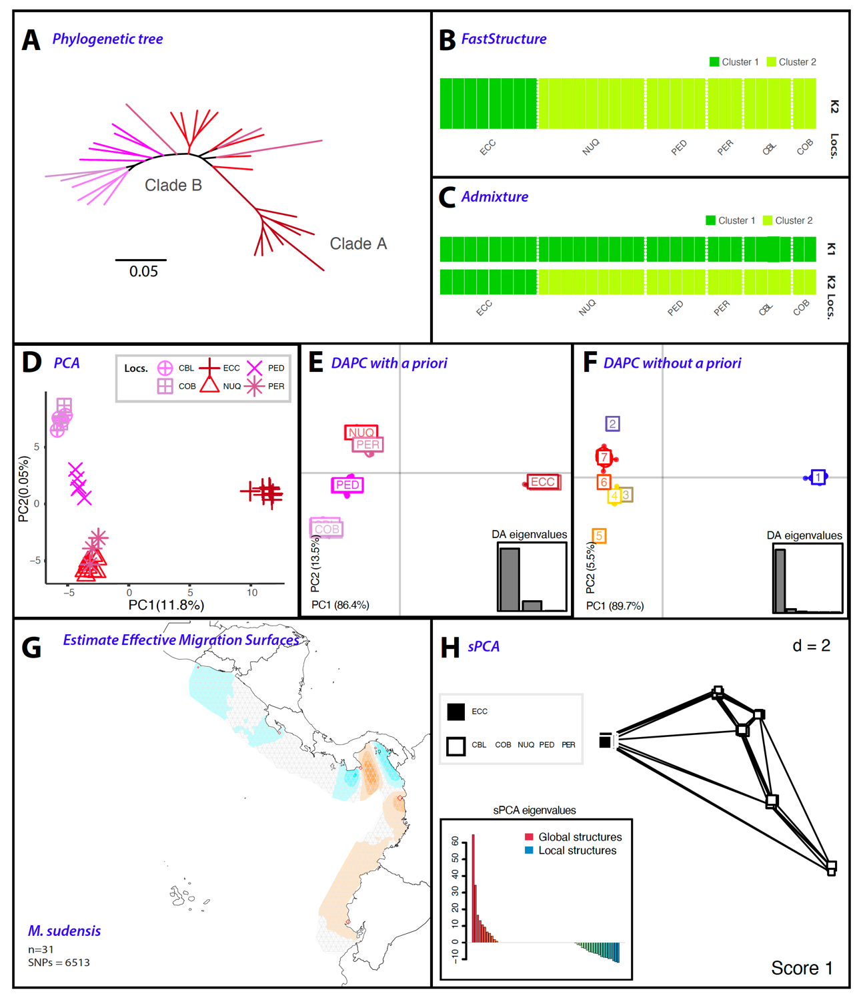 A Phylogenetic tree
Clade B
Clade A
0.05
B FastStructure
Cluster 1 Cluster 2
K2
Locs.
ECC NUQ PED PER CBL COB
C Admixture
Cluster 1 Cluster 2
K1
K2 Locs.
ECC NUQ PED PER CBL COB
D PCA
Locs. CBL ECC PED
COB NUQ PER
PC2(0.05%)
5
0
−5
−5 0 5 10
PC1(11.8%)
E DAPC with a priori
NUQ
PER
PED
ECC
COB
DA eigenvalues
PC2 (13.5%)
PC1 (86.4%)
F DAPC without a priori
2
7
1
6
4 3
5
DA eigenvalues
PC2 (5.5%)
PC1 (89.7%)
G Estimate Effective Migration Surfaces
M. sudensis
n=31
SNPs = 6513
H sPCA
d = 2
ECC
CBL COB NUQ PED PER
sPCA eigenvalues
Global structures
Local structures
60
50
40
30
20
10
0
−10
Score 1